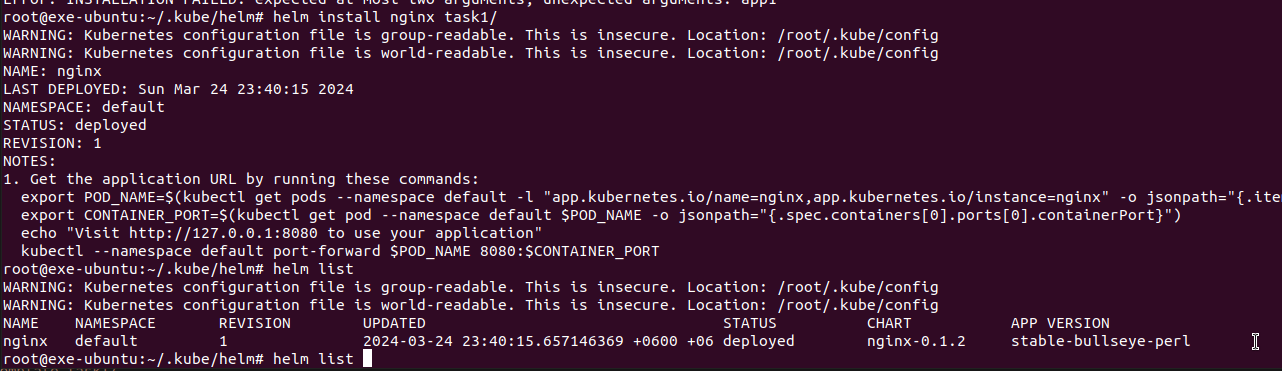 ERROR: INSTALLATION FAILED: expected at most two arguments, unexpected arguments: app1
root@exe-ubuntu:~/.kube/helm# helm install nginx task1/
WARNING: Kubernetes configuration file is group-readable. This is insecure. Location: /root/.kube/config
WARNING: Kubernetes configuration file is world-readable. This is insecure. Location: /root/.kube/config
NAME: nginx
LAST DEPLOYED: Sun Mar 24 23:40:15 2024
NAMESPACE: default
STATUS: deployed
REVISION: 1
NOTES:
1. Get the application URL by running these commands:
  export POD_NAME=$(kubectl get pods --namespace default -l "app.kubernetes.io/name=nginx,app.kubernetes.io/instance=nginx" -o jsonpath="{.ite
  export CONTAINER_PORT=$(kubectl get pod --namespace default $POD_NAME -o jsonpath="{.spec.containers[0].ports[0].containerPort}")
  echo "Visit http://127.0.0.1:8080 to use your application"
  kubectl --namespace default port-forward $POD_NAME 8080:$CONTAINER_PORT
root@exe-ubuntu:~/.kube/helm# helm list
WARNING: Kubernetes configuration file is group-readable. This is insecure. Location: /root/.kube/config
WARNING: Kubernetes configuration file is world-readable. This is insecure. Location: /root/.kube/config
NAME    NAMESPACE       REVISION        UPDATED                                 STATUS          CHART           APP VERSION
nginx   default         1               2024-03-24 23:40:15.657146369 +0600 +06 deployed        nginx-0.1.2     stable-bullseye-perl
root@exe-ubuntu:~/.kube/helm# helm list